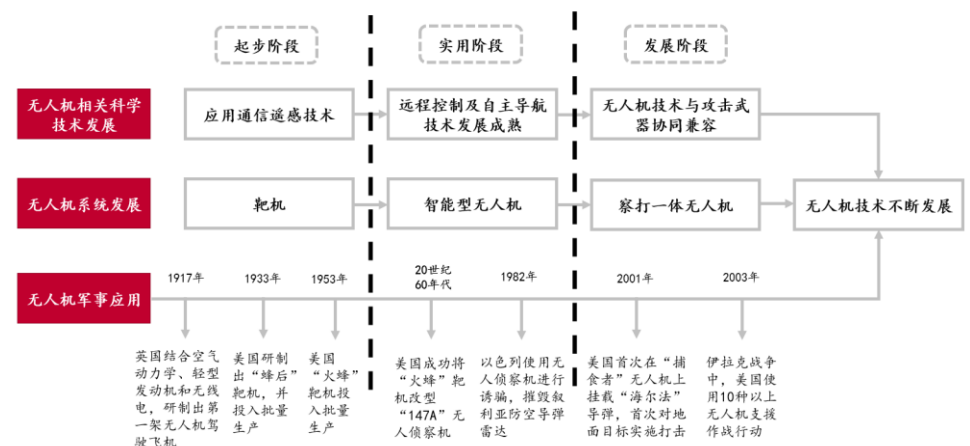 起步阶段
实用阶段
发展阶段
无人机相关科学
技术发展
应用通信遥感技术
远程控制及自主导航
技术发展成熟
无人机技术与攻击武
器协同兼容
无人机系统发展
靶机
智能型无人机
察打一体无人机
无人机技术不断发展
无人机军事应用
1917年
1933年
1953年
20世纪
60年代
1982年
2001年
2003年
英国结合空气
动力学、轻型
发动机和无线
电，研制出第
一架无人机驾
驶飞机
美国研制
出“蜂后”
靶机，并
投入批量
生产
美国
“火蜂”
靶机投
入批量
生产
美国成功将
“火蜂”靶
机改型
“147A”无
人侦察机
以色列使用无
人侦察机进行
诱骗，摧毁叙
利亚防空导弹
雷达
美国首次在“捕
食者”无人机上
挂载“海尔法”
导弹，首次对地
面目标实施打击
伊拉克战争
中，美国使
用10种以上
无人机支援
作战行动